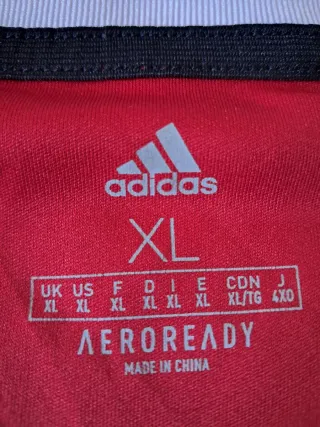 adidas
XL
UK US F D I E CDN J
XL XL XL XL XL XL XL/TG 4XO
AEROREADY
MADE IN CHINA